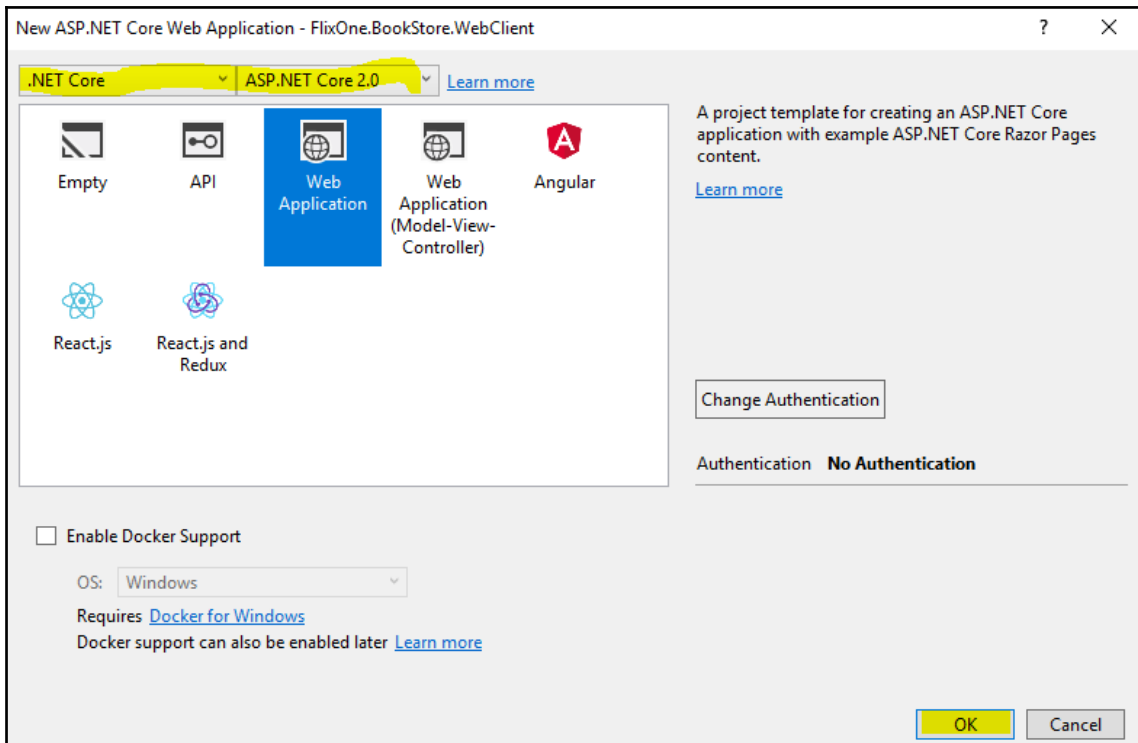 New ASP.NET Core Web Application - FlixOne.BookStore.WebClient
?
.NET Core
ASP.NET Core 2.0
Learn more
Empty
API
Web
Application
Web
Application
(Model-View-
Controller)
Angular
React.js
React.js and
Redux
A project template for creating an ASP.NET Core
application with example ASP.NET Core Razor Pages
content.
Learn more
Change Authentication
Authentication No Authentication
Enable Docker Support
OS: Windows
Requires Docker for Windows
Docker support can also be enabled later Learn more
OK
Cancel